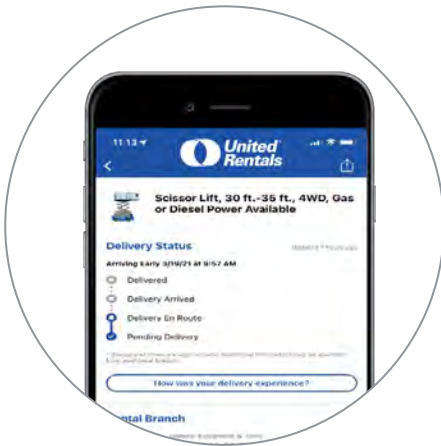 11:13
United
Rentals
Scissor Lift, 30 ft.-35 ft., 4WD, Gas
or Diesel Power Available
Delivery Status
Arriving Early 3/19/21 at 9:57 AM
Delivered
Delivery Arrived
Delivery En Route
Pending Delivery
How was your delivery experience?
ntal Branch